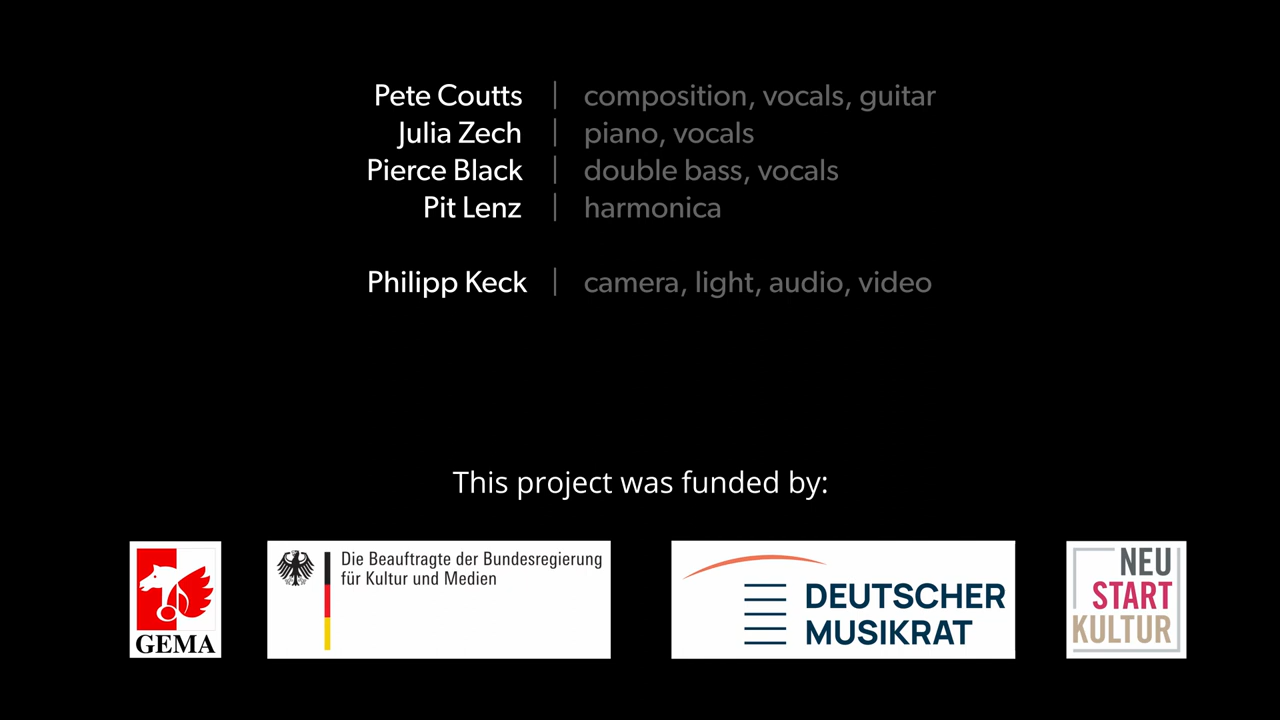 Pete Coutts | composition, vocals, guitar
Julia Zech | piano, vocals
Pierce Black | double bass, vocals
Pit Lenz | harmonica
Philipp Keck | camera, light, audio, video
This project was funded by:
GEMA
Die Beauftragte der Bundesregierung
für Kultur und Medien
DEUTSCHER
MUSIKRAT
NEU
START
KULTUR